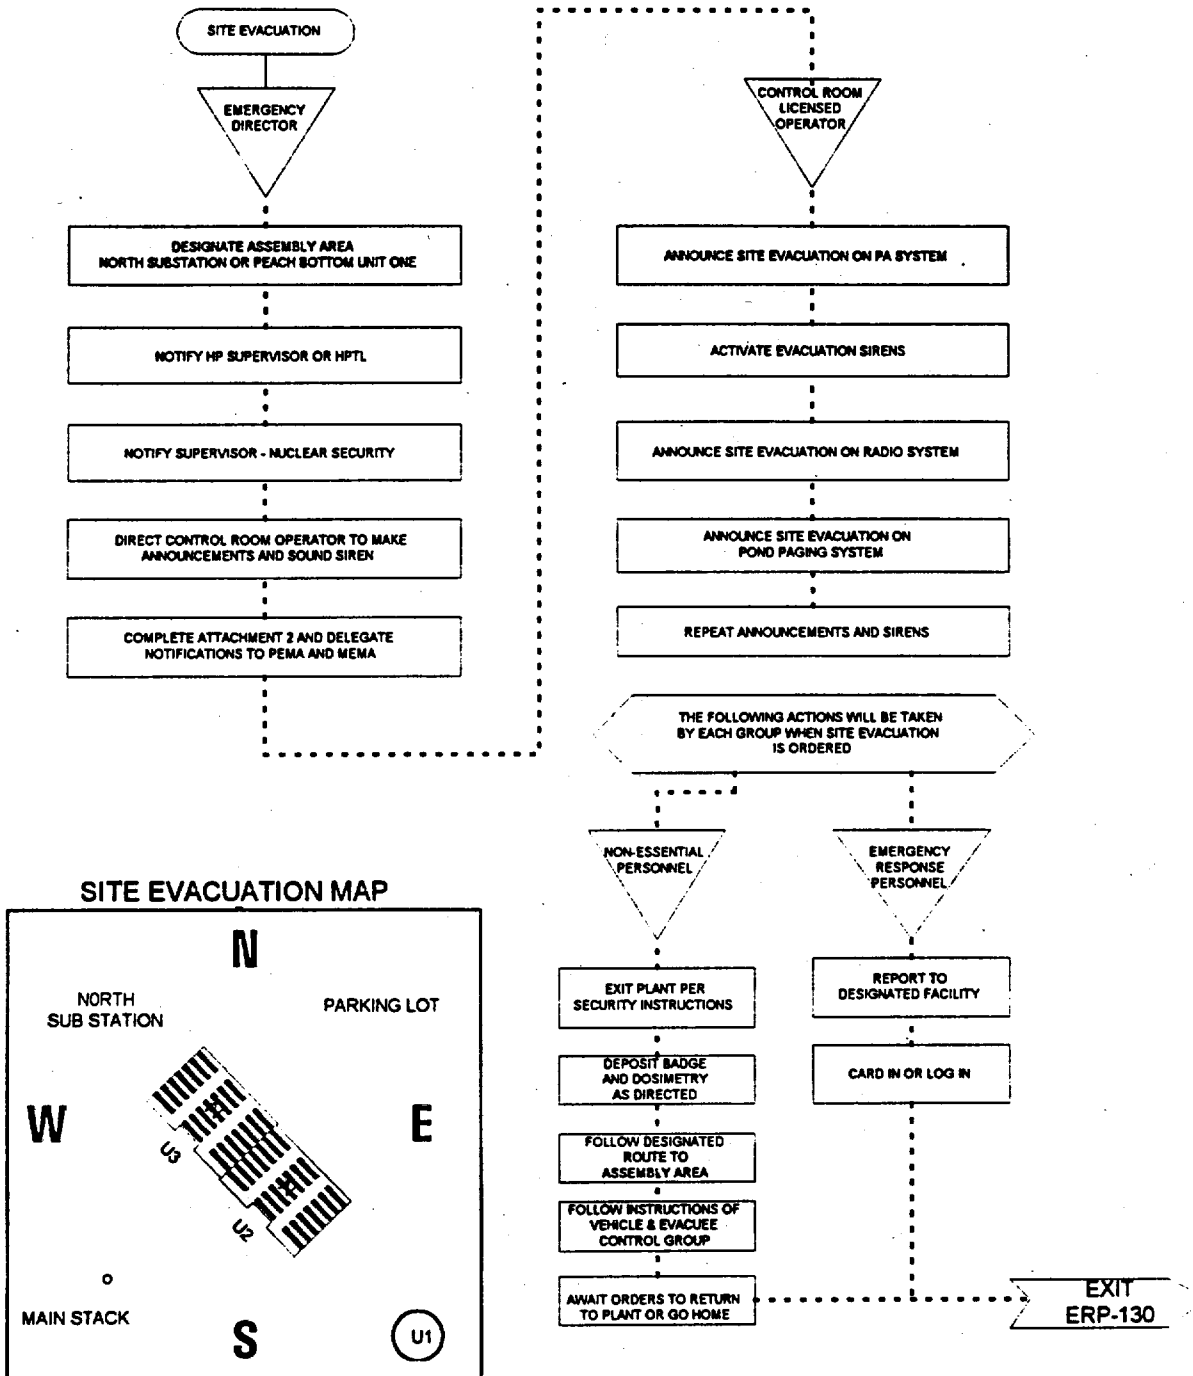 SITE EVACUATION
EMERGENCY
DIRECTOR
DESIGNATE ASSEMBLY AREA
NORTH SUBSTATION OR PEACH BOTTOM UNIT ONE
NOTIFY HP SUPERVISOR OR HPTL
NOTIFY SUPERVISOR - NUCLEAR SECURITY
DIRECT CONTROL ROOM OPERATOR TO MAKE
ANNOUNCEMENTS AND SOUND SIREN
COMPLETE ATTACHMENT 2 AND DELEGATE
NOTIFICATIONS TO PEMA AND MEMA
CONTROL ROOM
LICENSED
OPERATOR
ANNOUNCE SITE EVACUATION ON PA SYSTEM
ACTIVATE EVACUATION SIRENS
ANNOUNCE SITE EVACUATION ON RADIO SYSTEM
ANNOUNCE SITE EVACUATION ON
POND PAGING SYSTEM
REPEAT ANNOUNCEMENTS AND SIRENS
THE FOLLOWING ACTIONS WILL BE TAKEN
BY EACH GROUP WHEN SITE EVACUATION
IS ORDERED
NON-ESSENTIAL
PERSONNEL
EXIT PLANT PER
SECURITY INSTRUCTIONS
DEPOSIT BADGE
AND DOSIMETRY
AS DIRECTED
FOLLOW DESIGNATED
ROUTE TO
ASSEMBLY AREA
FOLLOW INSTRUCTIONS OF
VEHICLE & EVACUEE
CONTROL GROUP
AWAIT ORDERS TO RETURN
TO PLANT OR GO HOME
EMERGENCY
RESPONSE
PERSONNEL
REPORT TO
DESIGNATED FACILITY
CARD IN OR LOG IN
EXIT
ERP-130
SITE EVACUATION MAP
N
NORTH
SUB STATION
PARKING LOT
W
E
U3
U2
MAIN STACK
S
U1